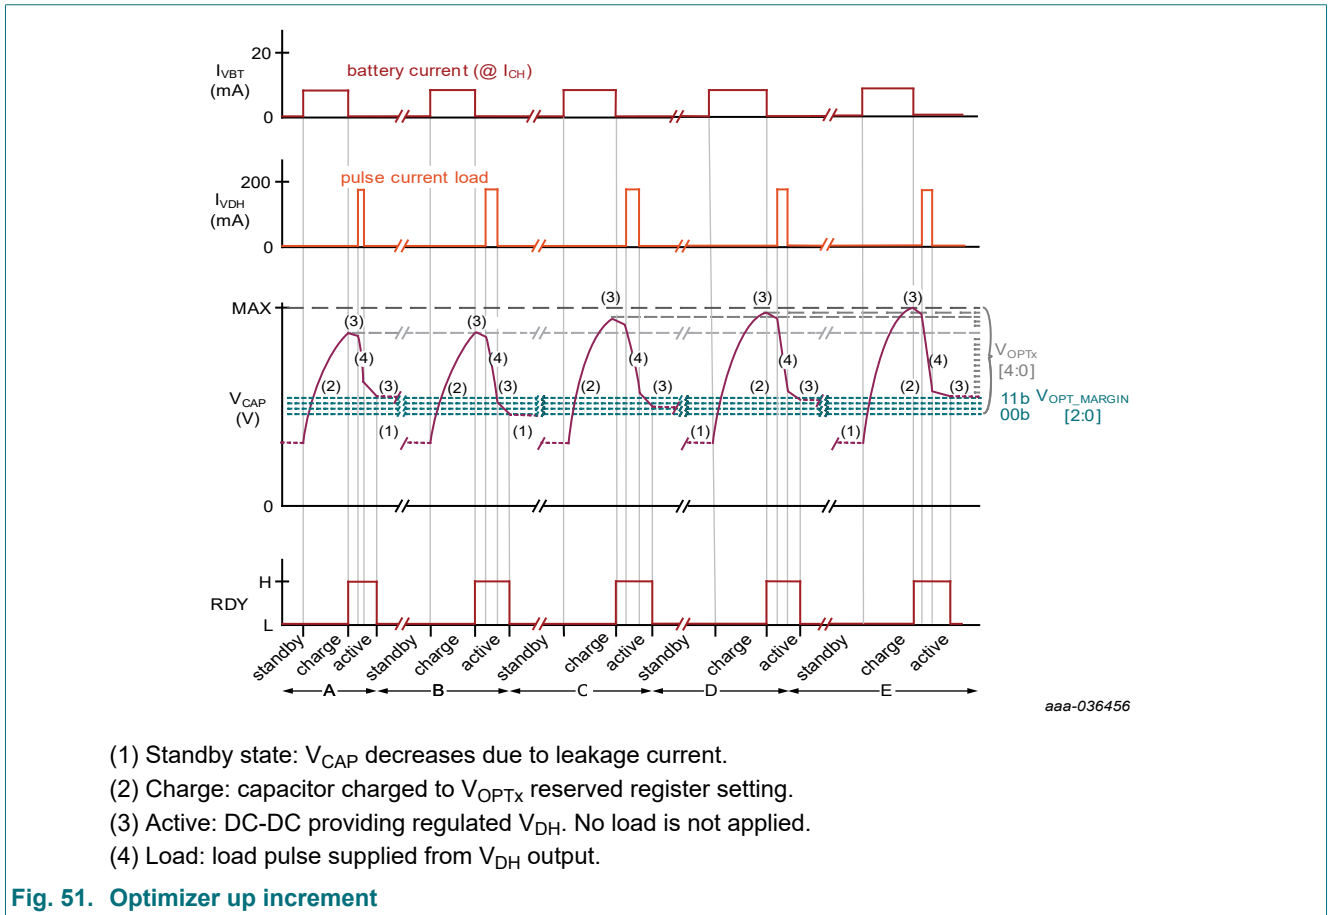 20
I_VBT
(mA)
0
battery current (@ I_CH)
200
I_VDH
(mA)
0
pulse current load
MAX
V_CAP
(V)
0
(3)
(3)
(3)
(3)
(3)
(4)
(4)
(4)
(4)
(4)
(2)
(3)
(2)
(3)
(2)
(3)
(2)
(3)
(2)
(3)
(1)
(1)
(1)
(1)
V_OPTx
[4:0]
11b V_OPT_MARGIN
00b [2:0]
H
RDY
L
standby charge active standby charge active standby charge active standby charge active standby charge active
A B C D E
aaa-036456
(1) Standby state: V_CAP decreases due to leakage current.
(2) Charge: capacitor charged to V_OPTx reserved register setting.
(3) Active: DC-DC providing regulated V_DH. No load is not applied.
(4) Load: load pulse supplied from V_DH output.
Fig. 51. Optimizer up increment